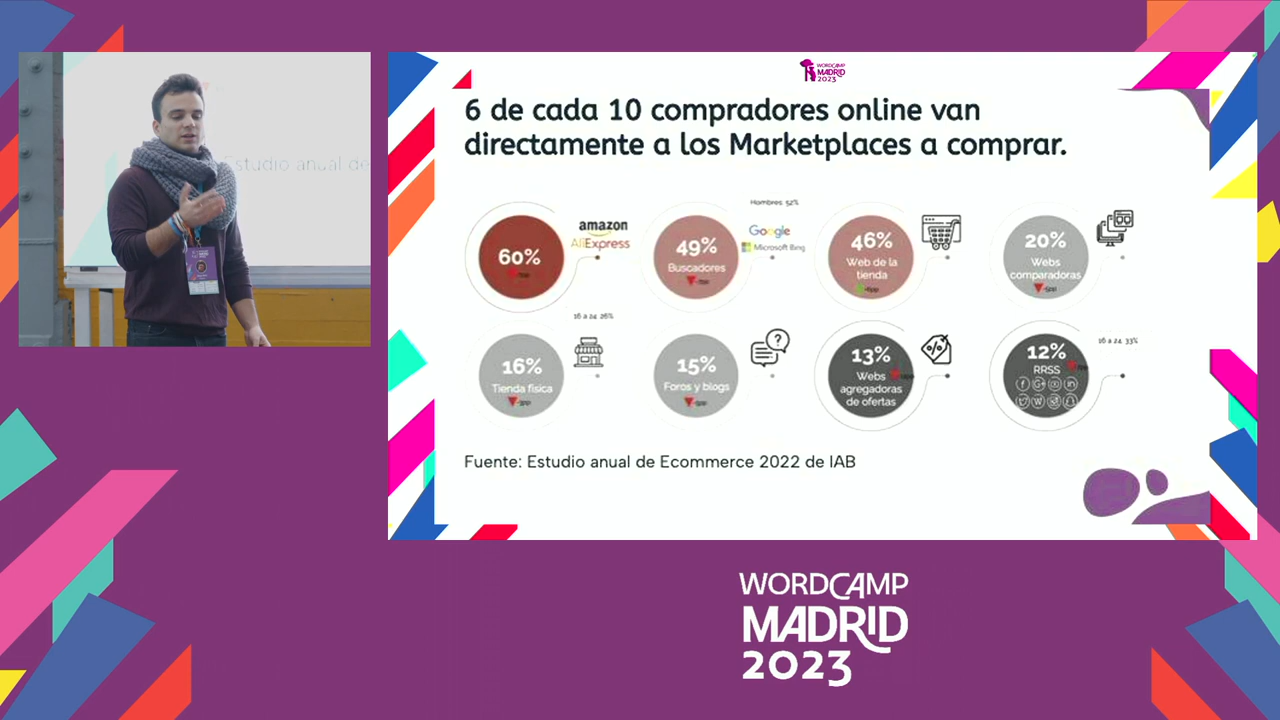 Estudio anual de
WORDCAMP
MADRID
2023
6 de cada 10 compradores online van
directamente a los Marketplaces a comprar.
60%
amazon
AliExpress
49%
Buscadores
Hombres 52%
Google
Microsoft Bing
46%
Web de la
tienda
20%
Webs
comparadoras
16%
Tienda física
16 a 24 26%
15%
Foros y blogs
13%
Webs
agregadoras
de ofertas
12%
RRSS
16 a 24 33%
Fuente: Estudio anual de Ecommerce 2022 de IAB
WORDCAMP
MADRID
2023